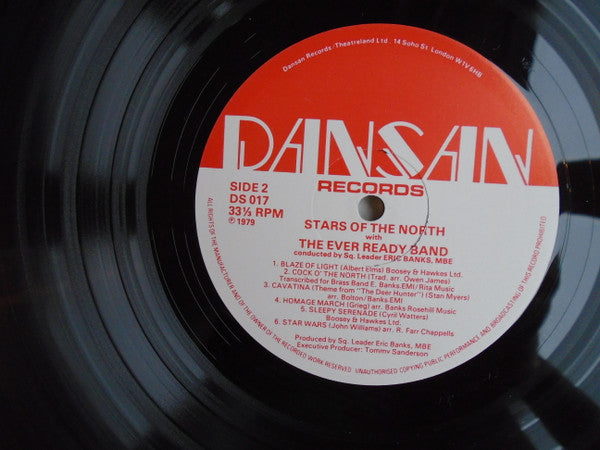 Dansan Records · Theatreland Ltd., 14 Soho St. London W1V 5HB
DANSAN
RECORDS
SIDE 2
DS 017
33⅓ RPM
℗ 1979
STARS OF THE NORTH
with
THE EVER READY BAND
conducted by Sq. Leader ERIC BANKS, MBE
1. BLAZE OF LIGHT (Albert Elms) Boosey & Hawkes Ltd.
2. COCK O' THE NORTH (Trad. arr. Owen James)
Transcribed for Brass Band E. Banks.EMI / Rita Music
3. CAVATINA (Theme from "The Deer Hunter") (Stan Myers)
arr. Bolton/Banks.EMI
4. HOMAGE MARCH (Grieg) arr. Banks Rosehill Music
5. SLEEPY SERENADE (Cyril Watters)
Boosey & Hawkes Ltd.
6. STAR WARS (John Williams) arr. R. Farr Chappells
Produced by Sq. Leader Eric Banks, MBE
Executive Producer: Tommy Sanderson
ALL RIGHTS OF THE MANUFACTURER AND OF THE OWNER OF THE RECORDED WORK RESERVED. UNAUTHORISED COPYING PUBLIC PERFORMANCE AND BROADCASTING OF THIS RECORD PROHIBITED